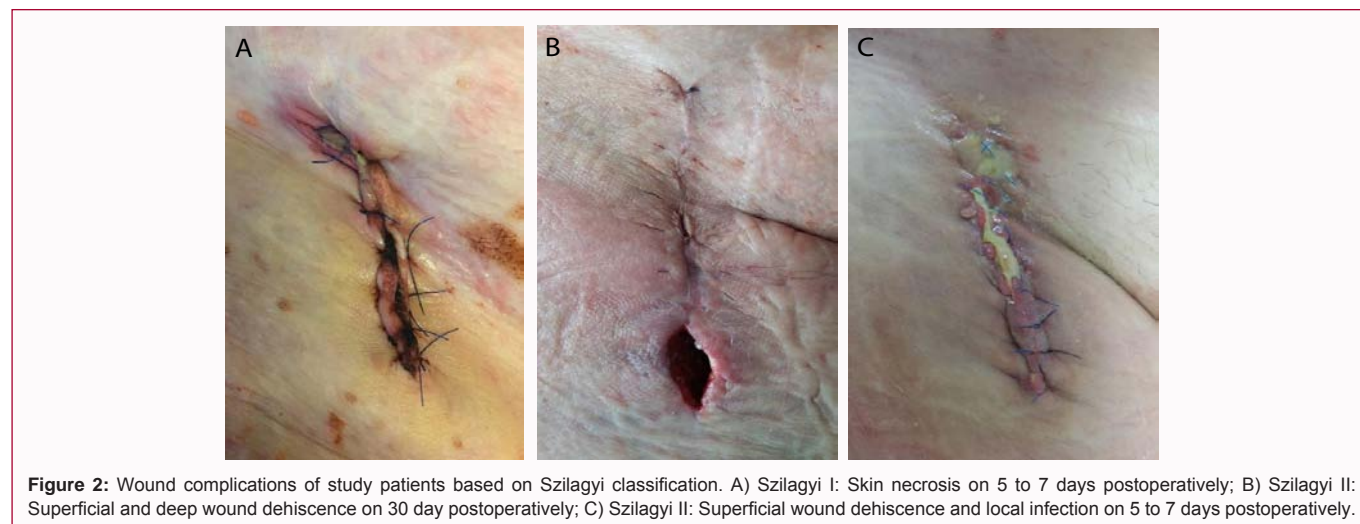 A
B
C
Figure 2: Wound complications of study patients based on Szilagyi classification. A) Szilagyi I: Skin necrosis on 5 to 7 days postoperatively; B) Szilagyi II:
Superficial and deep wound dehiscence on 30 day postoperatively; C) Szilagyi II: Superficial wound dehiscence and local infection on 5 to 7 days postoperatively.